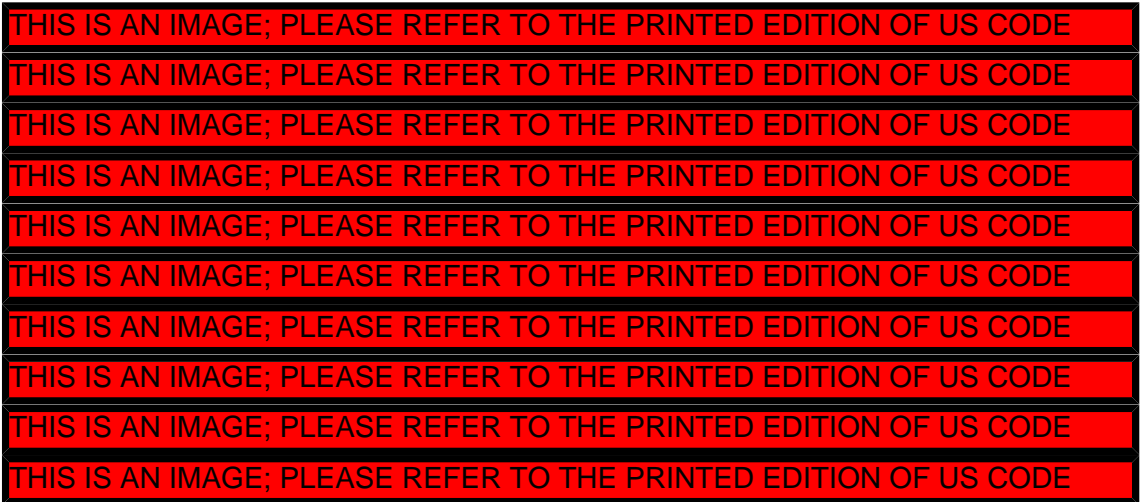 THIS IS AN IMAGE; PLEASE REFER TO THE PRINTED EDITION OF US CODE
THIS IS AN IMAGE; PLEASE REFER TO THE PRINTED EDITION OF US CODE
THIS IS AN IMAGE; PLEASE REFER TO THE PRINTED EDITION OF US CODE
THIS IS AN IMAGE; PLEASE REFER TO THE PRINTED EDITION OF US CODE
THIS IS AN IMAGE; PLEASE REFER TO THE PRINTED EDITION OF US CODE
THIS IS AN IMAGE; PLEASE REFER TO THE PRINTED EDITION OF US CODE
THIS IS AN IMAGE; PLEASE REFER TO THE PRINTED EDITION OF US CODE
THIS IS AN IMAGE; PLEASE REFER TO THE PRINTED EDITION OF US CODE
THIS IS AN IMAGE; PLEASE REFER TO THE PRINTED EDITION OF US CODE
THIS IS AN IMAGE; PLEASE REFER TO THE PRINTED EDITION OF US CODE